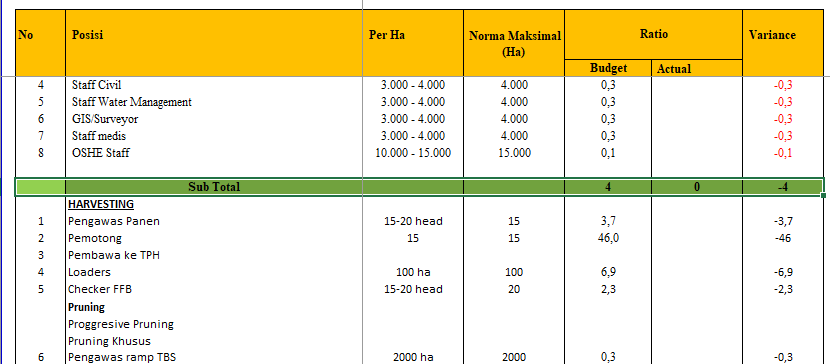 No Posisi Per Ha Norma Maksimal (Ha) Ratio Variance
Budget Actual
4 Staff Civil 3.000 - 4.000 4.000 0,3 -0,3
5 Staff Water Management 3.000 - 4.000 4.000 0,3 -0,3
6 GIS/Surveyor 3.000 - 4.000 4.000 0,3 -0,3
7 Staff medis 3.000 - 4.000 4.000 0,3 -0,3
8 OSHE Staff 10.000 - 15.000 15.000 0,1 -0,1
Sub Total 4 0 -4
HARVESTING
1 Pengawas Panen 15-20 head 15 3,7 -3,7
2 Pemotong 15 15 46,0 -46
3 Pembawa ke TPH
4 Loaders 100 ha 100 6,9 -6,9
5 Checker FFB 15-20 head 20 2,3 -2,3
Pruning
Proggresive Pruning
Pruning Khusus
6 Pengawas ramp TBS 2000 ha 2000 0,3 -0,3